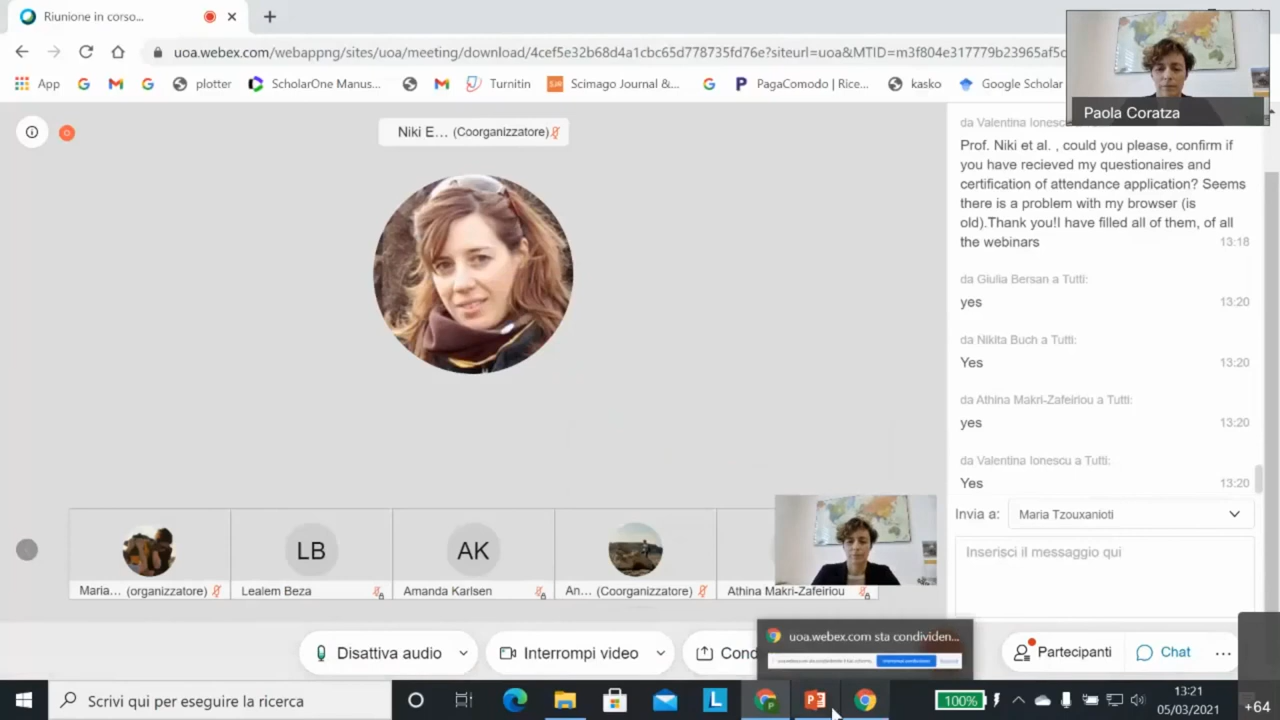 Riunione in corso...
uoa.webex.com/webappng/sites/uoa/meeting/download/4cef5e32b68d4a1cbc65d778735fd76e?siteurl=uoa&MTID=m3f804e317779b23965af5c
App
plotter
ScholarOne Manus...
Turnitin
Scimago Journal &...
PagaComodo | Rice...
kasko
Google Scholar
Paola Coratza
Niki E... (Coorganizzatore)
da Valentina Ionescu
Prof. Niki et al. , could you please, confirm if
you have recieved my questionaires and
certification of attendance application? Seems
there is a problem with my browser (is
old).Thank you!I have filled all of them, of all
the webinars
13:18
da Giulia Bersan a Tutti:
yes
13:20
da Nikita Buch a Tutti:
Yes
13:20
da Athina Makri-Zafeiriou a Tutti:
yes
13:20
da Valentina Ionescu a Tutti:
Yes
13:20
Invia a:
Maria Tzouxanioti
Inserisci il messaggio qui
LB
AK
Maria... (organizzatore)
Lealem Beza
Amanda Karlsen
An... (Coorganizzatore)
Athina Makri-Zafeiriou
uoa.webex.com sta condividen...
Disattiva audio
Interrompi video
Cond
Partecipanti
Chat
Scrivi qui per eseguire la ricerca
100%
13:21
05/03/2021
+64